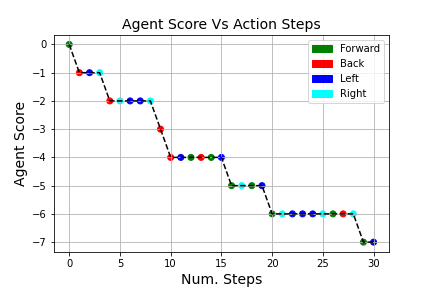 Agent Score Vs Action Steps
Agent Score
0
−1
−2
−3
−4
−5
−6
−7
Forward
Back
Left
Right
0 5 10 15 20 25 30
Num. Steps